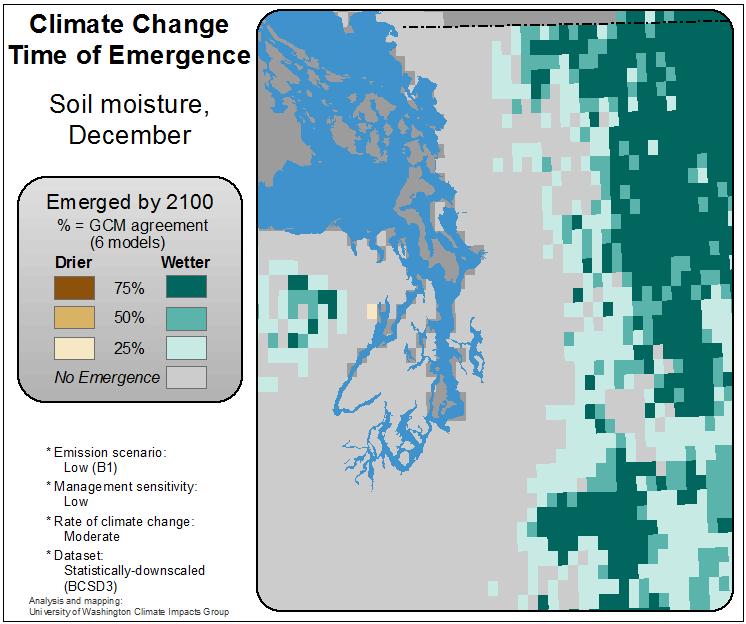 Climate Change
Time of Emergence
Soil moisture,
December
Emerged by 2100
% = GCM agreement
(6 models)
Drier Wetter
75%
50%
25%
No Emergence
* Emission scenario:
Low (B1)
* Management sensitivity:
Low
* Rate of climate change:
Moderate
* Dataset:
Statistically-downscaled
(BCSD3)
Analysis and mapping:
University of Washington Climate Impacts Group